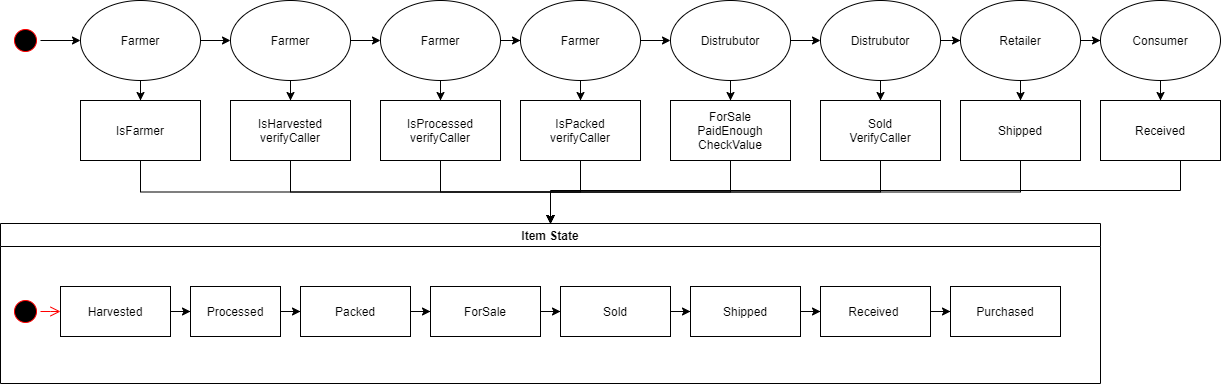 Farmer
Farmer
Farmer
Farmer
Distrubutor
Distrubutor
Retailer
Consumer
IsFarmer
IsHarvested
verifyCaller
IsProcessed
verifyCaller
IsPacked
verifyCaller
ForSale
PaidEnough
CheckValue
Sold
VerifyCaller
Shipped
Received
Item State
Harvested
Processed
Packed
ForSale
Sold
Shipped
Received
Purchased